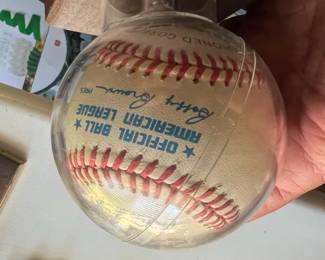 Bobby Brown PRES.
★ OFFICIAL BALL ★
AMERICAN LEAGUE